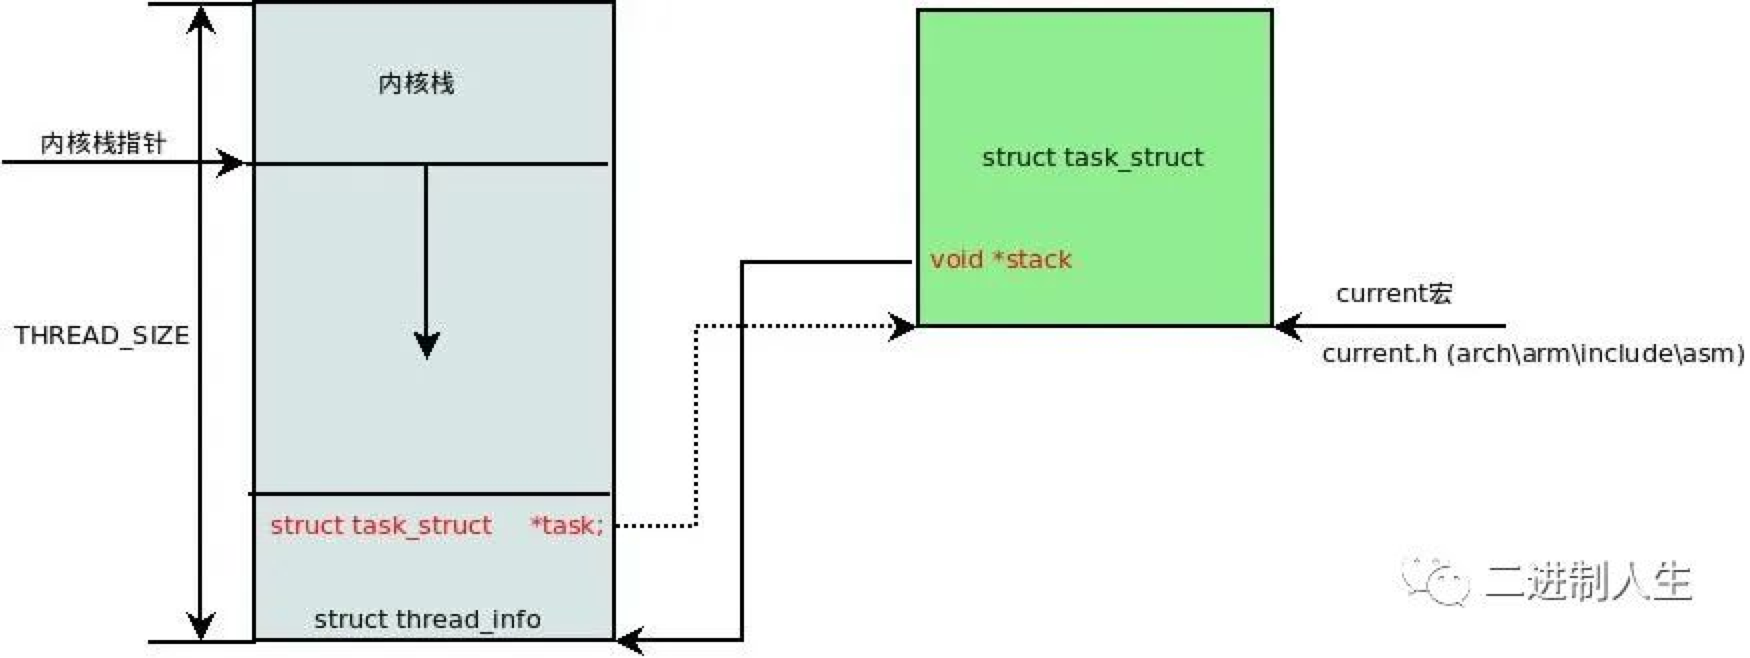 内核栈
内核栈指针
THREAD_SIZE
struct task_struct *task;
struct thread_info
struct task_struct
void *stack
current宏
current.h (arch\arm\include\asm)
二进制人生